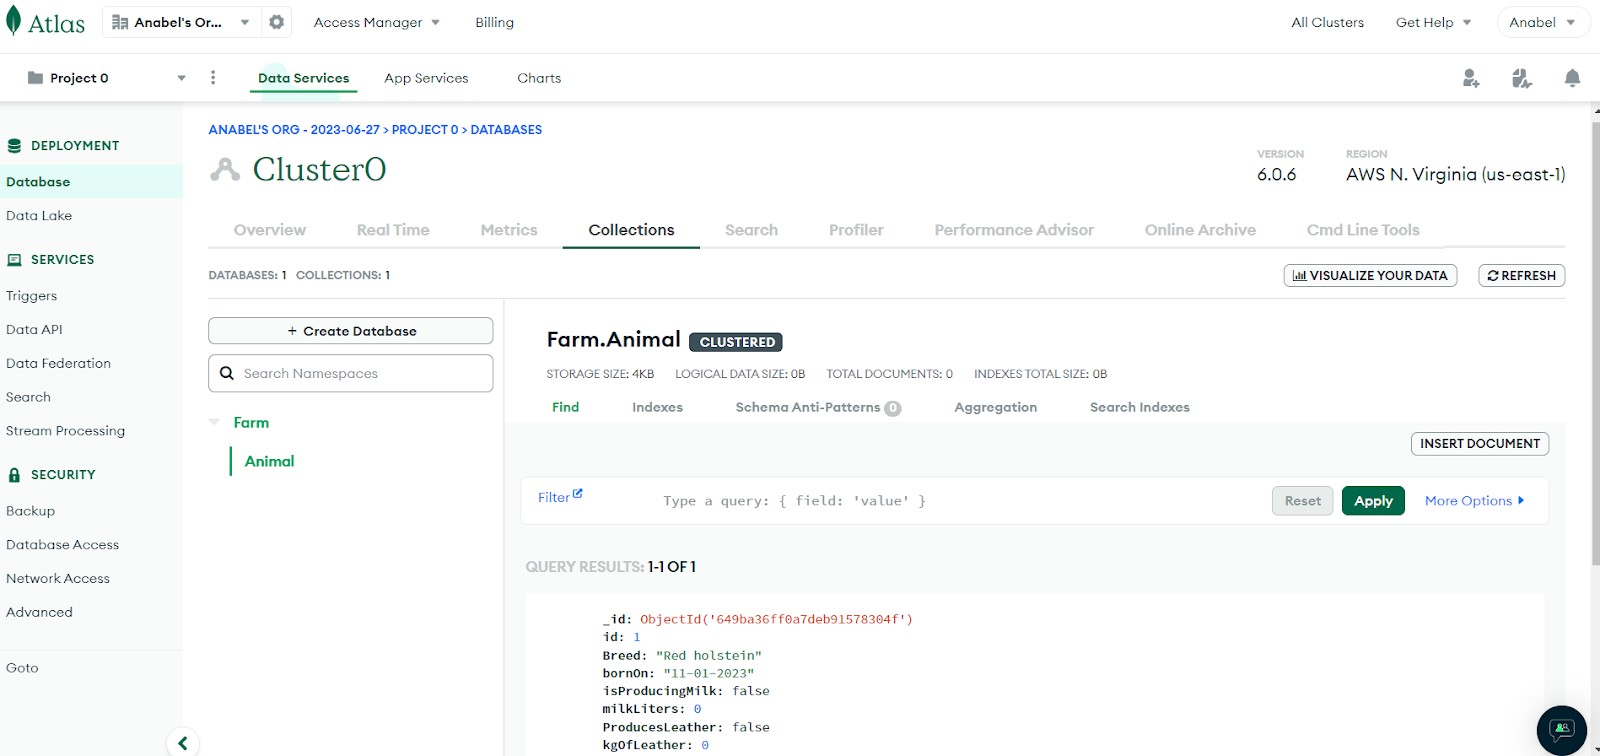 Atlas
Anabel's Or...
Access Manager
Billing
All Clusters
Get Help
Anabel
Project 0
Data Services
App Services
Charts
DEPLOYMENT
Database
Data Lake
SERVICES
Triggers
Data API
Data Federation
Search
Stream Processing
SECURITY
Backup
Database Access
Network Access
Advanced
Goto
ANABEL'S ORG - 2023-06-27 > PROJECT 0 > DATABASES
Cluster0
VERSION
6.0.6
REGION
AWS N. Virginia (us-east-1)
Overview
Real Time
Metrics
Collections
Search
Profiler
Performance Advisor
Online Archive
Cmd Line Tools
DATABASES: 1 COLLECTIONS: 1
VISUALIZE YOUR DATA
REFRESH
+ Create Database
Search Namespaces
Farm
Animal
Farm.Animal
CLUSTERED
STORAGE SIZE: 4KB LOGICAL DATA SIZE: 0B TOTAL DOCUMENTS: 0 INDEXES TOTAL SIZE: 0B
Find
Indexes
Schema Anti-Patterns 0
Aggregation
Search Indexes
INSERT DOCUMENT
Filter
Type a query: { field: 'value' }
Reset
Apply
More Options
QUERY RESULTS: 1-1 OF 1
_id: ObjectId('649ba36ff0a7deb91578304f')
id: 1
Breed: "Red holstein"
bornOn: "11-01-2023"
isProducingMilk: false
milkLiters: 0
ProducesLeather: false
kgOfLeather: 0